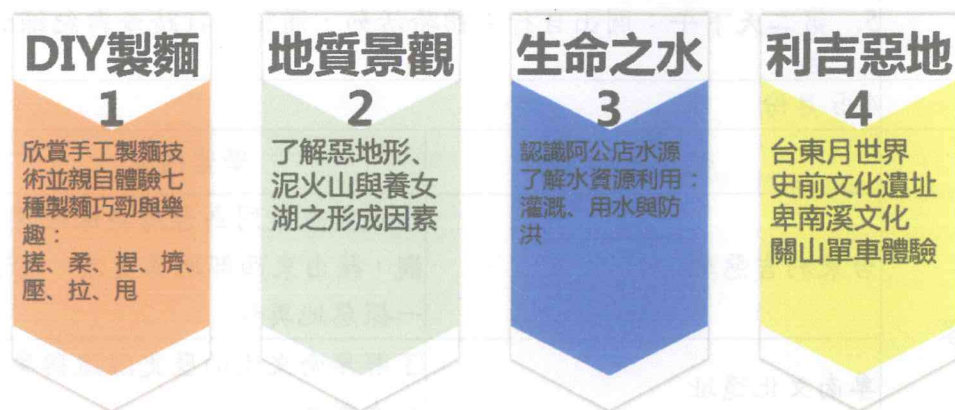 DIY製麵
1
欣賞手工製麵技
術並親自體驗七
種製麵巧勁與樂
趣：
搓、柔、捏、擠、
壓、拉、甩
地質景觀
2
了解惡地形、
泥火山與養女
湖之形成因素
生命之水
3
認識阿公店水源
了解水資源利用：
灌溉、用水與防
洪
利吉惡地
4
台東月世界
史前文化遺址
卑南溪文化
關山單車體驗